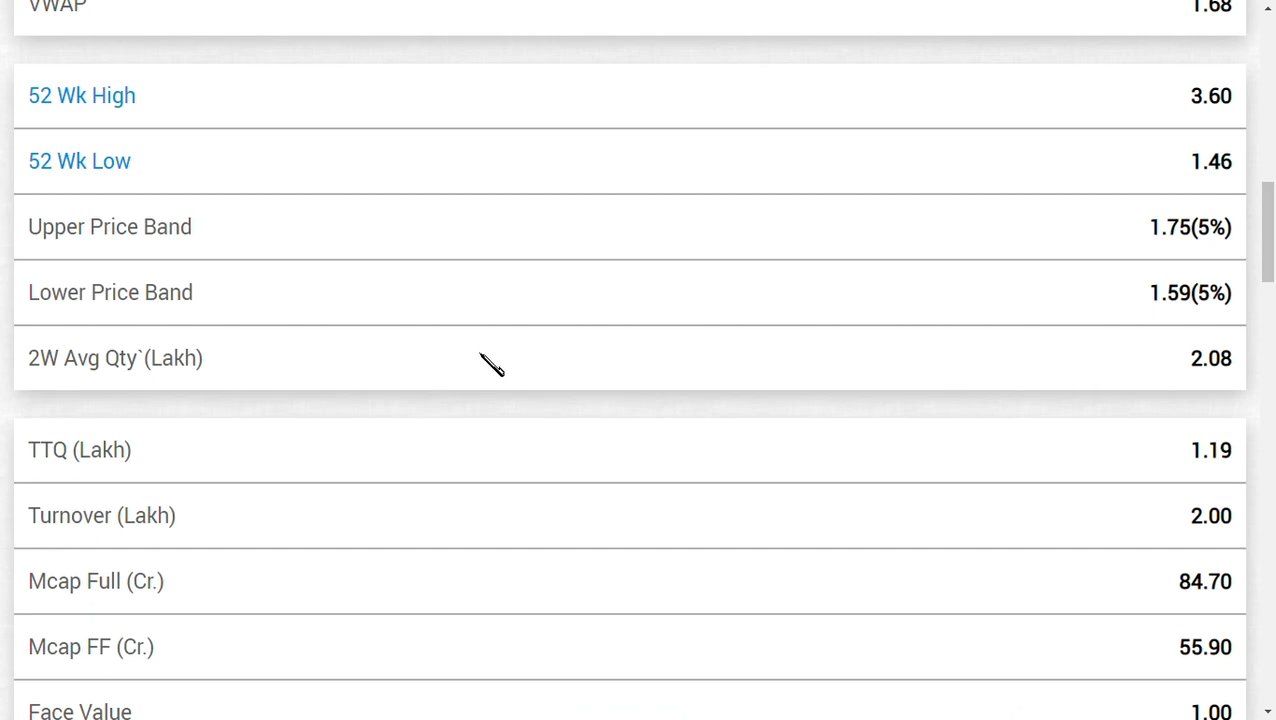 VWAP 1.68
52 Wk High 3.60
52 Wk Low 1.46
Upper Price Band 1.75(5%)
Lower Price Band 1.59(5%)
2W Avg Qty`(Lakh) 2.08
TTQ (Lakh) 1.19
Turnover (Lakh) 2.00
Mcap Full (Cr.) 84.70
Mcap FF (Cr.) 55.90
Face Value 1.00